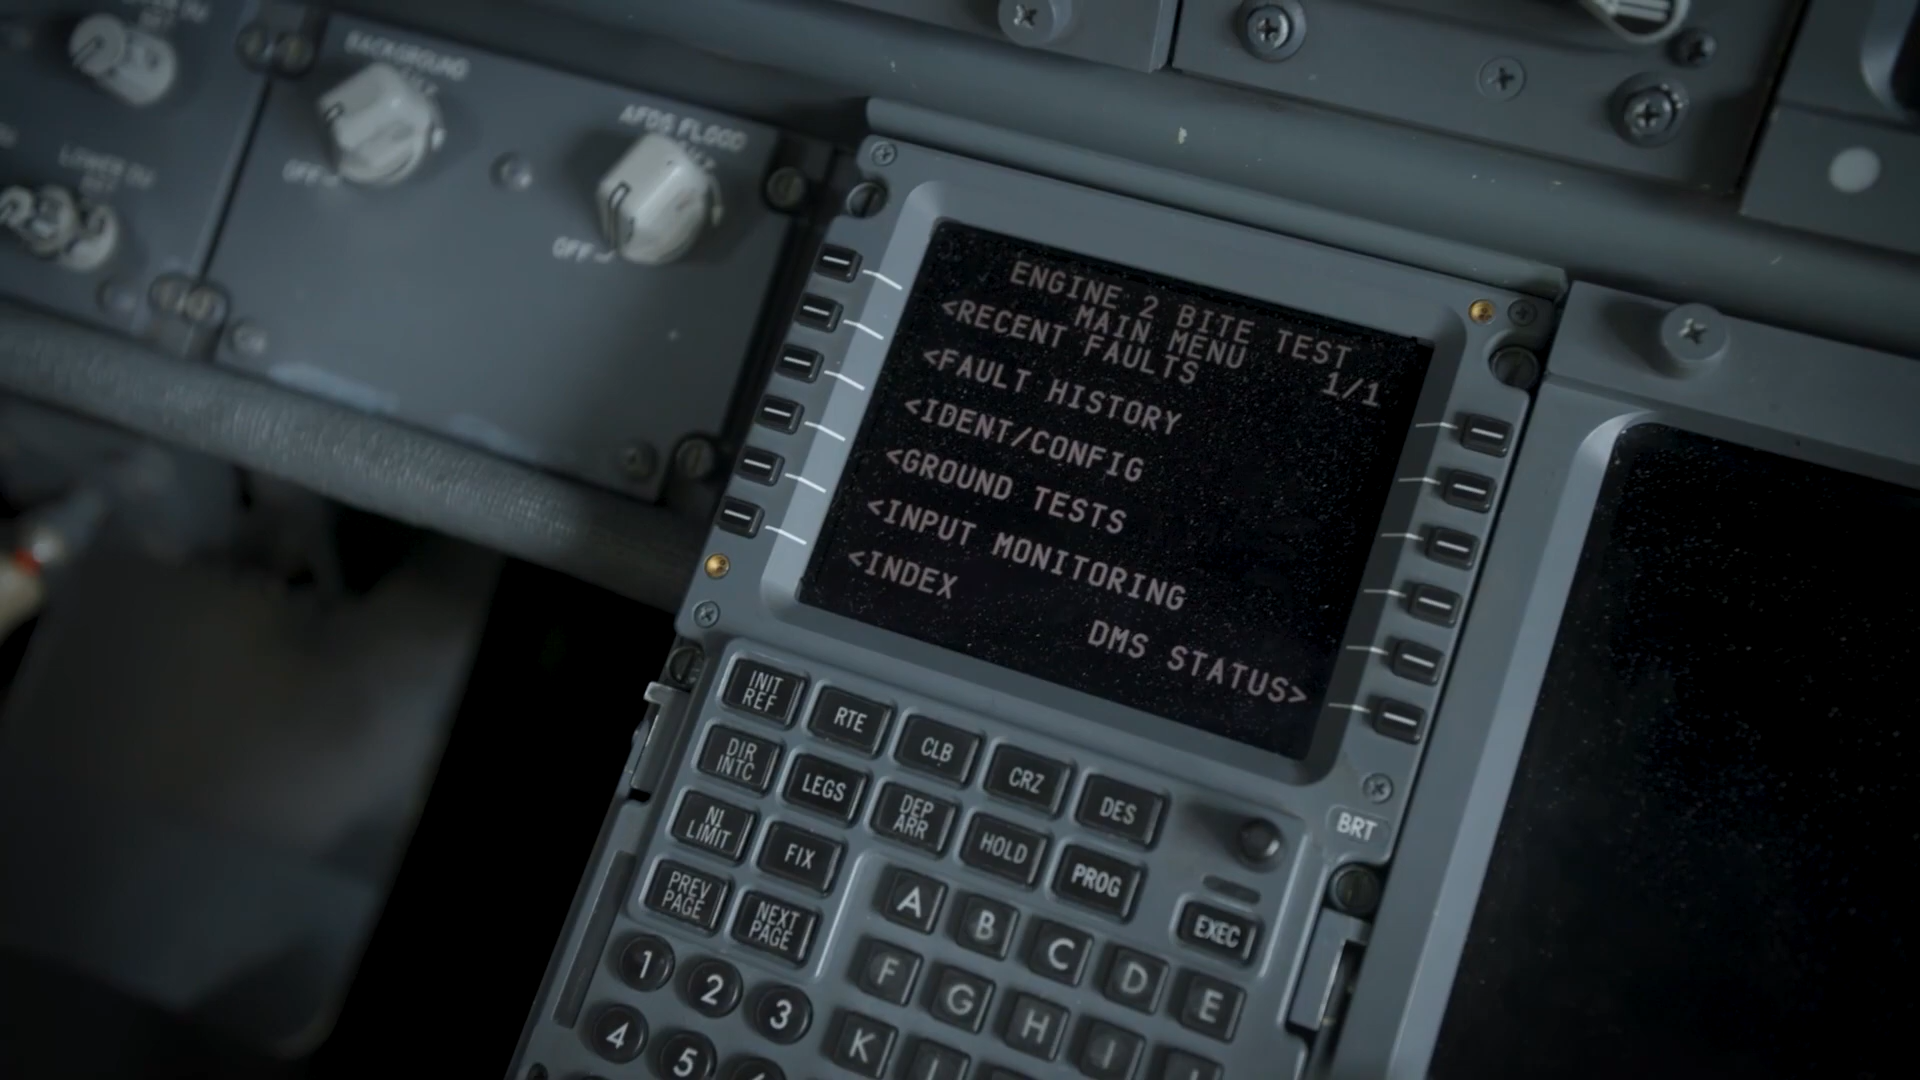 BACKGROUND
OFF
AFDS FLOOD
OFF
ENGINE 2 BITE TEST
MAIN MENU 1/1
<RECENT FAULTS
<FAULT HISTORY
<IDENT/CONFIG
<GROUND TESTS
<INPUT MONITORING
<INDEX
DMS STATUS>
INIT REF
RTE
CLB
CRZ
DES
BRT
DIR INTC
LEGS
DEP ARR
HOLD
PROG
EXEC
N1 LIMIT
FIX
PREV PAGE
NEXT PAGE
A B C D E
F G H I
K
1 2 3
4 5